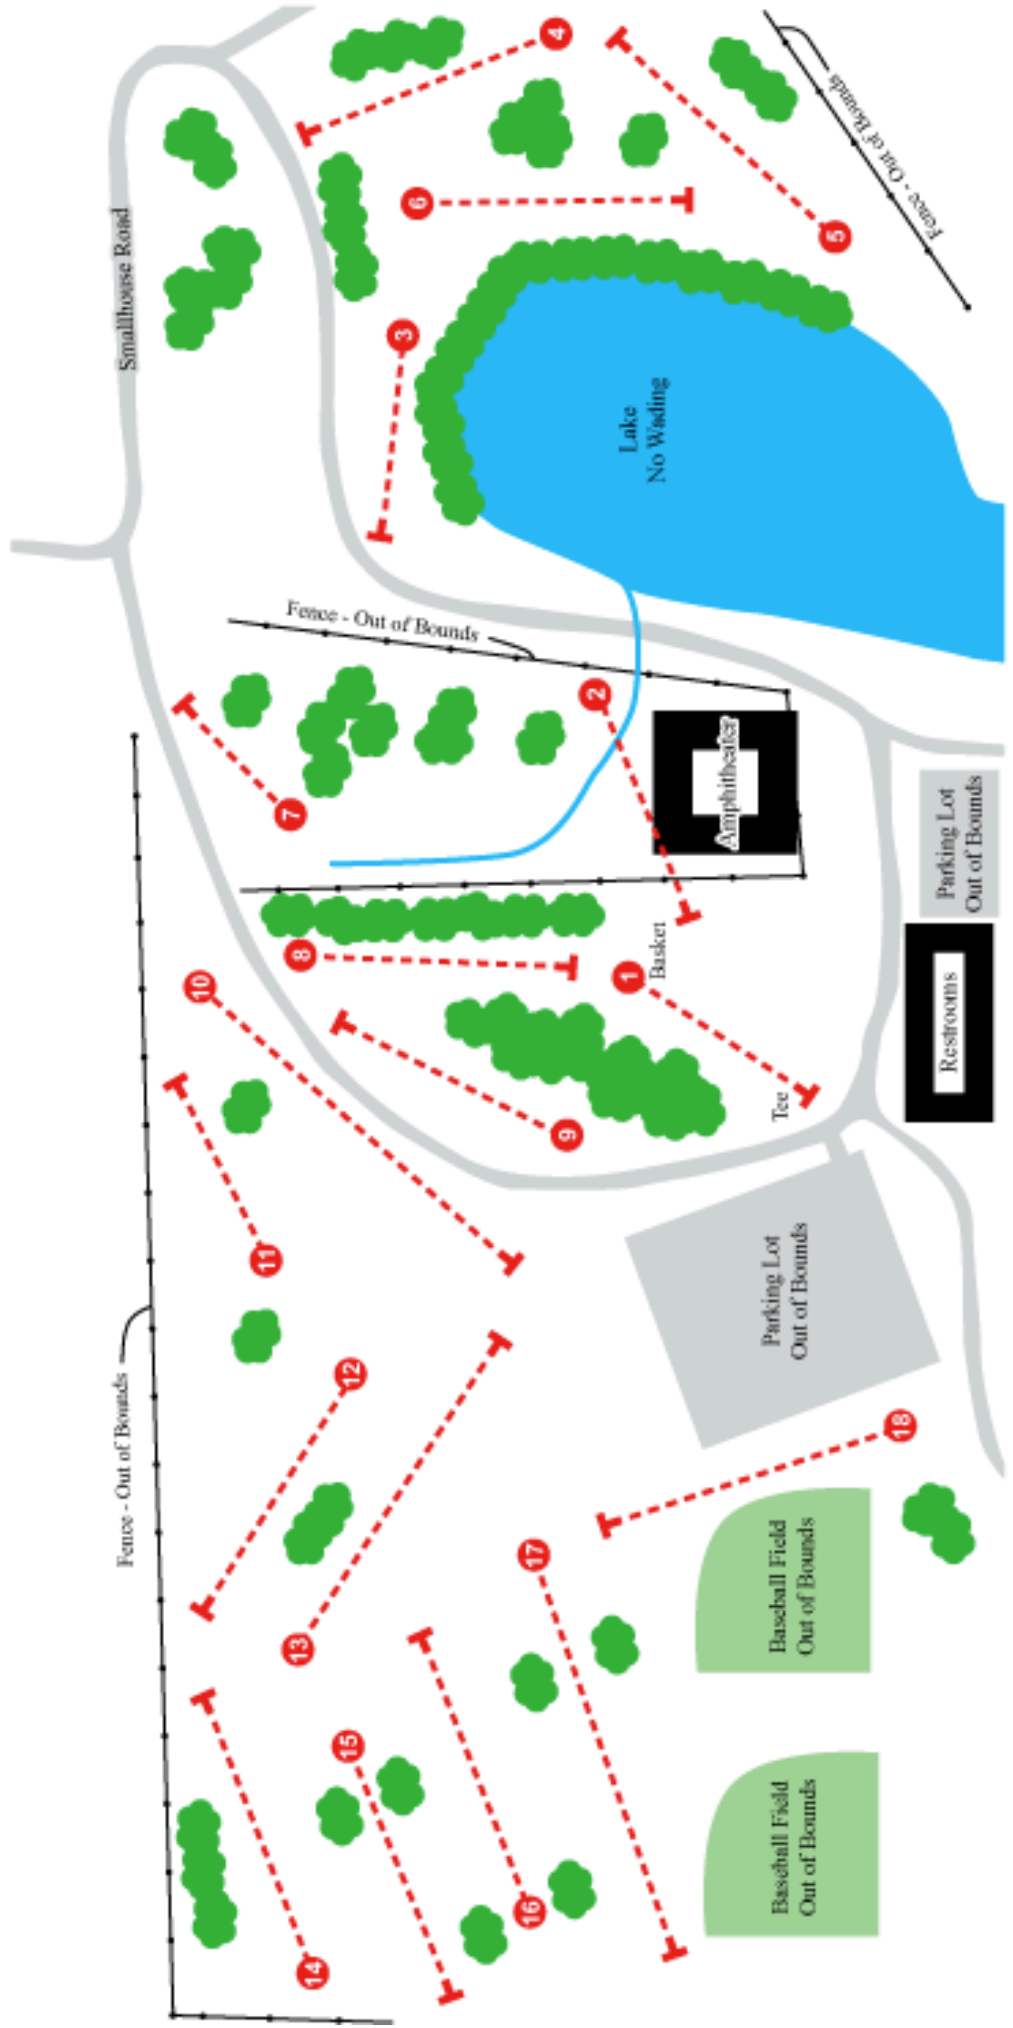 Smallhouse Road
4
Fence - Out of Bounds
6
5
3
Lake
No Wading
Fence - Out of Bounds
2
7
Amphitheater
Parking Lot
Out of Bounds
8
Basket
1
10
Restrooms
Tee
9
11
Parking Lot
Out of Bounds
12
Fence - Out of Bounds
18
17
Baseball Field
Out of Bounds
13
15
16
Baseball Field
Out of Bounds
14